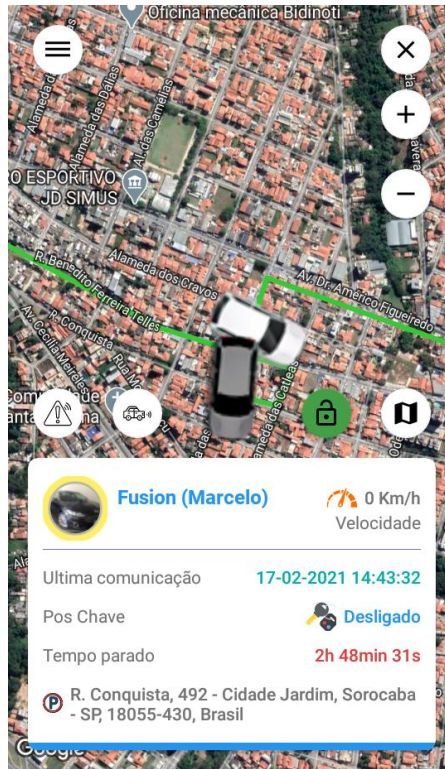 Oficina mecânica Bidinoti
Alameda das Dálias
Al. das Camélias
RO ESPORTIVO
JD SIMUS
Alameda dos Cravos
R. Benedito Ferreira Telles
Av. Dr. Américo Figueiredo
R. Conquista
Av. Cecília Meireles
Alameda das Catleas
Fusion (Marcelo)
0 Km/h
Velocidade
Ultima comunicação
17-02-2021 14:43:32
Pos Chave
Desligado
Tempo parado
2h 48min 31s
P
R. Conquista, 492 - Cidade Jardim, Sorocaba
- SP, 18055-430, Brasil
Google